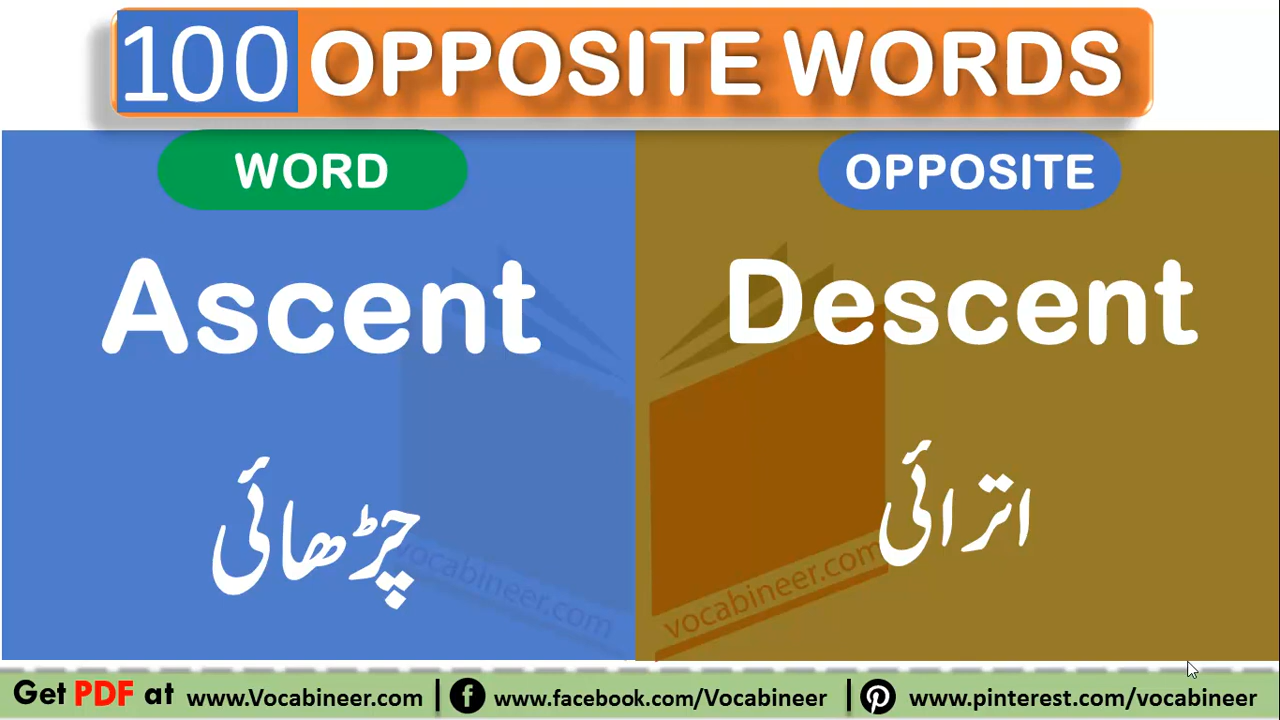 100 OPPOSITE WORDS
WORD
OPPOSITE
Ascent
Descent
چڑھائی
اترائی
vocabineer.com
vocabineer.com
Get PDF at www.Vocabineer.com | www.facebook.com/Vocabineer | www.pinterest.com/vocabineer